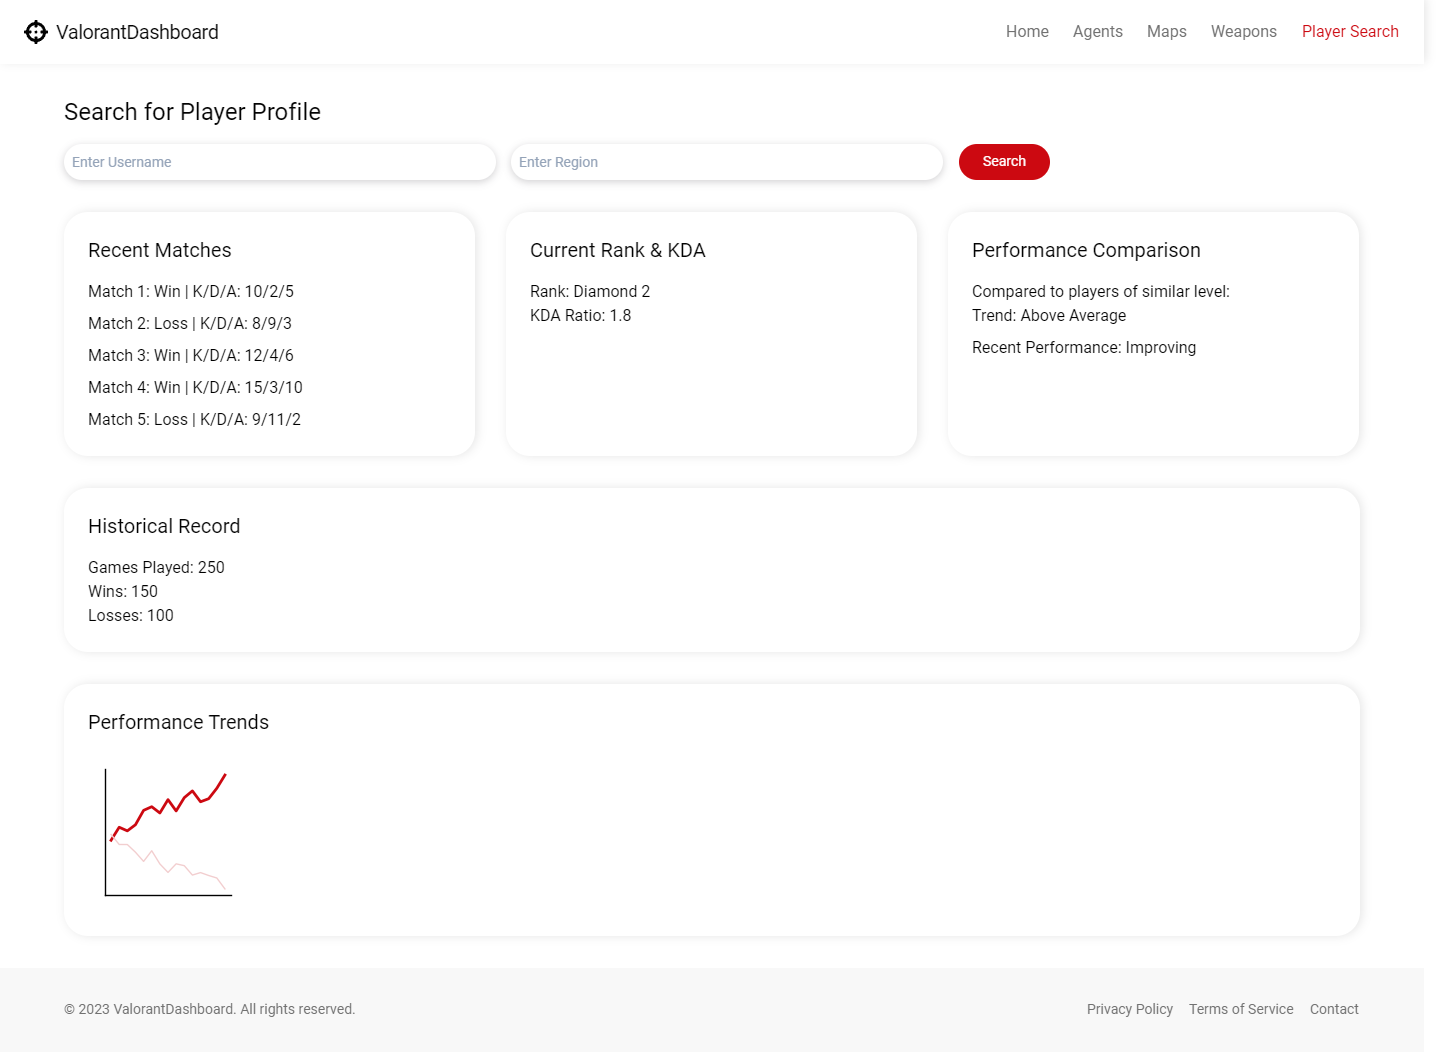 ValorantDashboard
Home Agents Maps Weapons Player Search
Search for Player Profile
Enter Username
Enter Region
Search
Recent Matches
Match 1: Win | K/D/A: 10/2/5
Match 2: Loss | K/D/A: 8/9/3
Match 3: Win | K/D/A: 12/4/6
Match 4: Win | K/D/A: 15/3/10
Match 5: Loss | K/D/A: 9/11/2
Current Rank & KDA
Rank: Diamond 2
KDA Ratio: 1.8
Performance Comparison
Compared to players of similar level:
Trend: Above Average
Recent Performance: Improving
Historical Record
Games Played: 250
Wins: 150
Losses: 100
Performance Trends
© 2023 ValorantDashboard. All rights reserved.
Privacy Policy Terms of Service Contact